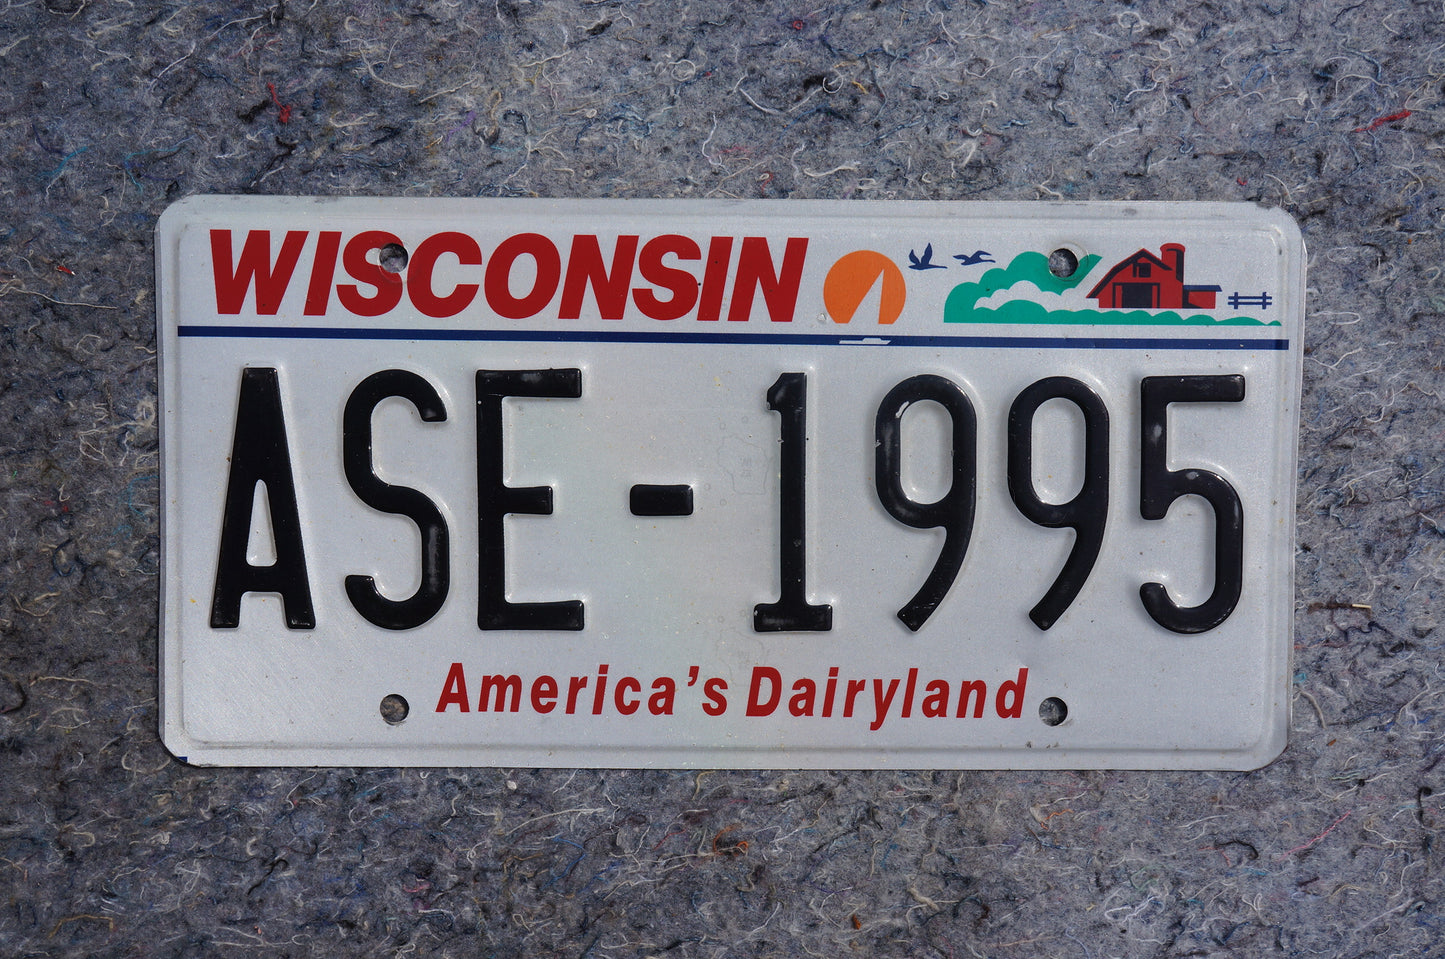 WISCONSIN
ASE-1995
America's Dairyland